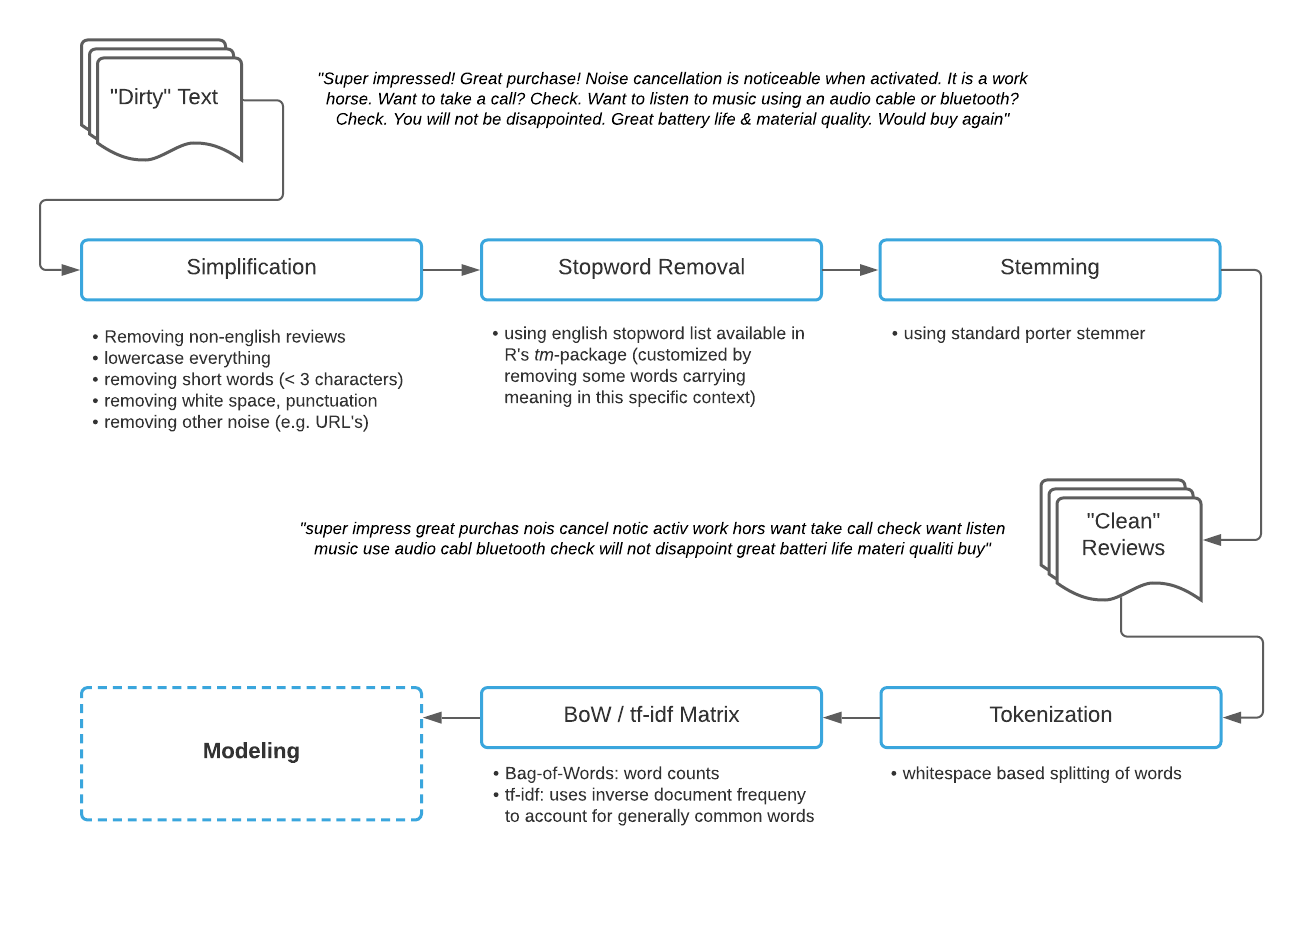 "Dirty" Text
"Super impressed! Great purchase! Noise cancellation is noticeable when activated. It is a work
horse. Want to take a call? Check. Want to listen to music using an audio cable or bluetooth?
Check. You will not be disappointed. Great battery life & material quality. Would buy again"
Simplification
• Removing non-english reviews
• lowercase everything
• removing short words (< 3 characters)
• removing white space, punctuation
• removing other noise (e.g. URL's)
Stopword Removal
• using english stopword list available in
R's tm-package (customized by
removing some words carrying
meaning in this specific context)
Stemming
• using standard porter stemmer
"super impress great purchas nois cancel notic activ work hors want take call check want listen
music use audio cabl bluetooth check will not disappoint great batteri life materi qualiti buy"
"Clean"
Reviews
Tokenization
• whitespace based splitting of words
BoW / tf-idf Matrix
• Bag-of-Words: word counts
• tf-idf: uses inverse document frequeny
to account for generally common words
Modeling